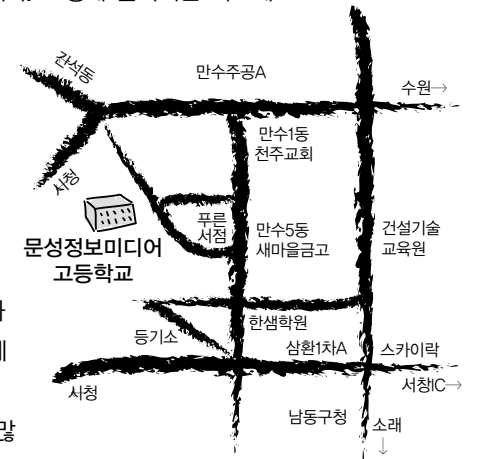 간석동
만수주공A
수원→
시청
만수1동
천주교회
푸른
서점
만수5동
새마을금고
건설기술
교육원
문성정보미디어
고등학교
한샘학원
등기소
삼환1차A
스카이락
시청
서창IC→
많
남동구청
소래
↓